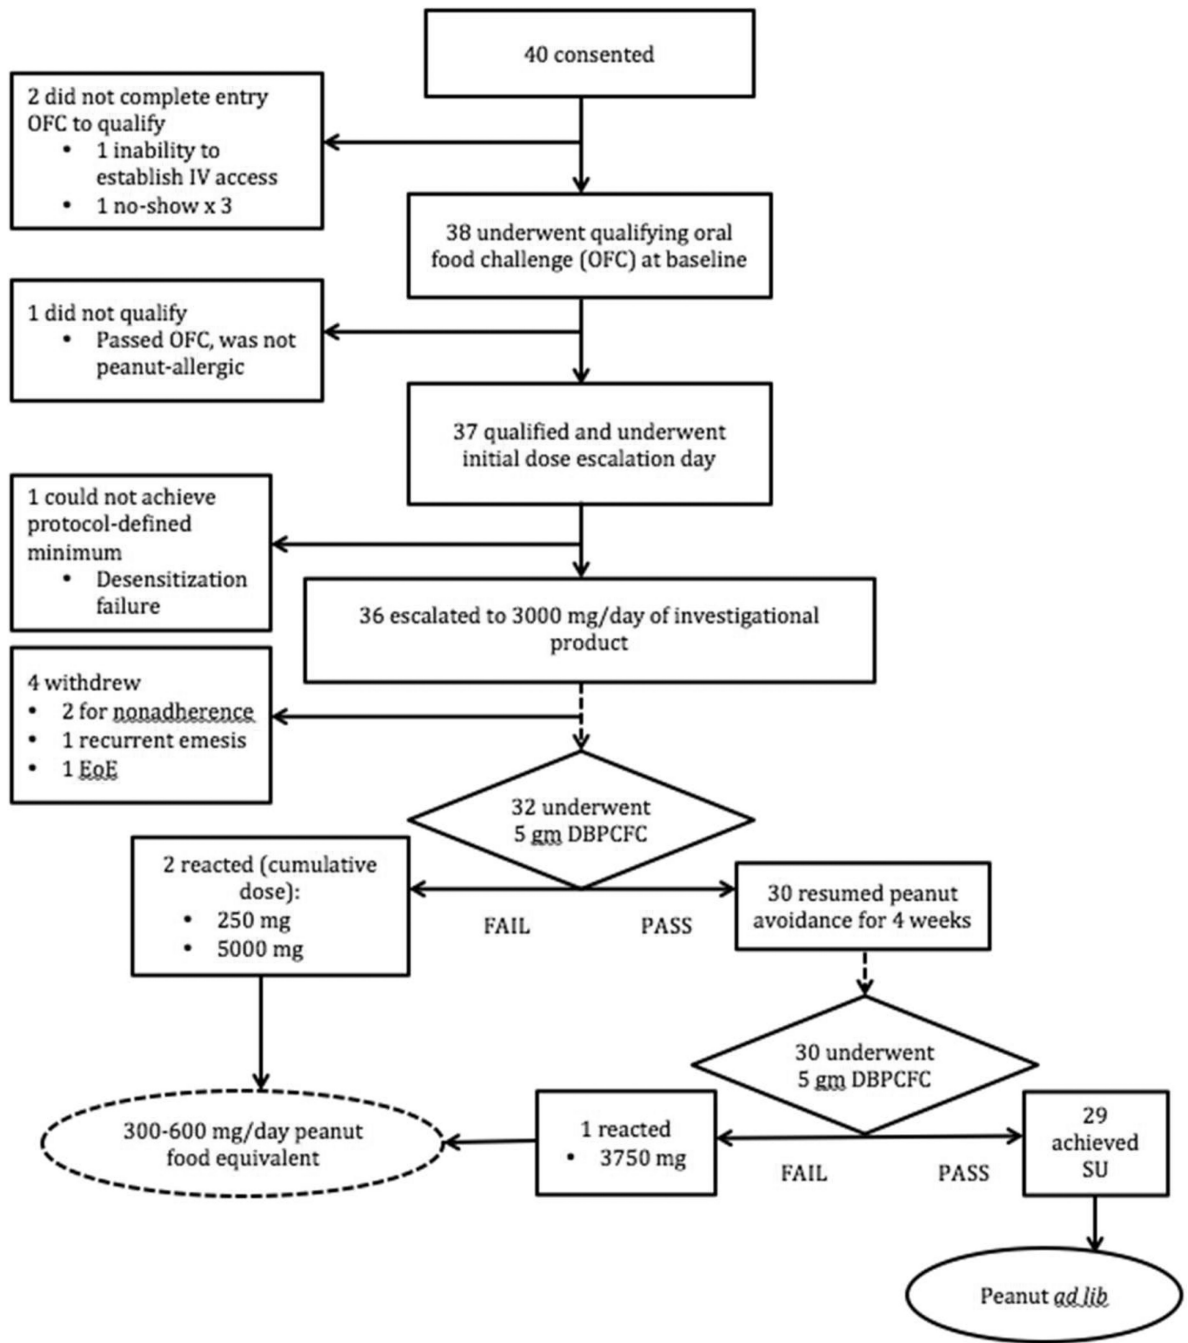 40 consented
2 did not complete entry
OFC to qualify
• 1 inability to
establish IV access
• 1 no-show x 3
38 underwent qualifying oral
food challenge (OFC) at baseline
1 did not qualify
• Passed OFC, was not
peanut-allergic
37 qualified and underwent
initial dose escalation day
1 could not achieve
protocol-defined
minimum
• Desensitization
failure
36 escalated to 3000 mg/day of investigational
product
4 withdrew
• 2 for nonadherence
• 1 recurrent emesis
• 1 EoE
32 underwent
5 gm DBPCFC
2 reacted (cumulative
dose):
• 250 mg
• 5000 mg
FAIL
PASS
30 resumed peanut
avoidance for 4 weeks
30 underwent
5 gm DBPCFC
300-600 mg/day peanut
food equivalent
1 reacted
• 3750 mg
FAIL
PASS
29
achieved
SU
Peanut ad lib